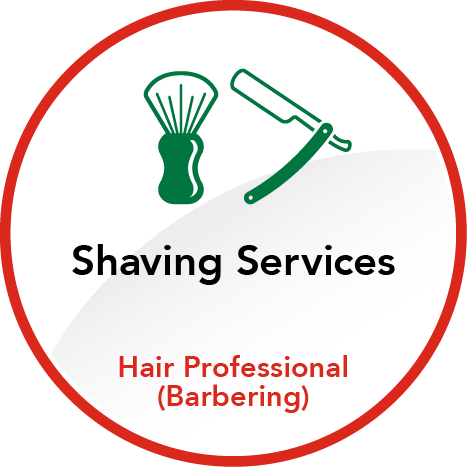 Shaving Services
Hair Professional
(Barbering)